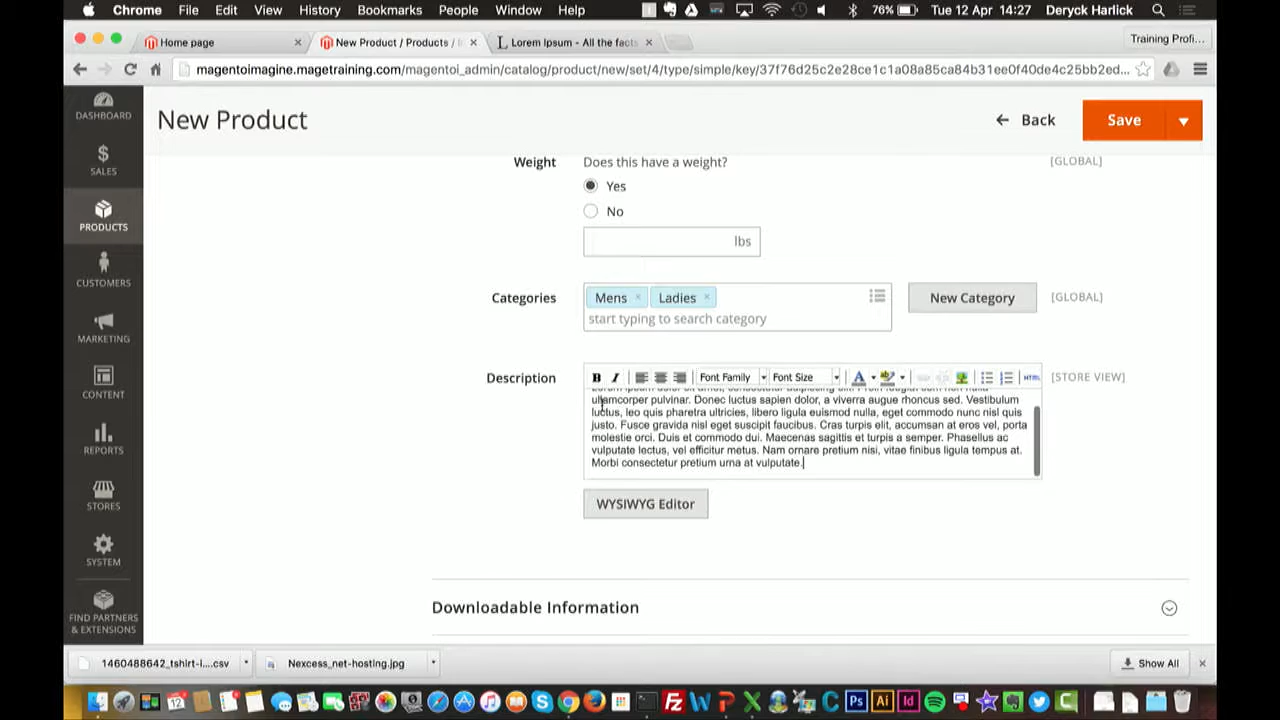 Chrome File Edit View History Bookmarks People Window Help 76% Tue 12 Apr 14:27 Deryck Harlick
Home page × New Product / Products / × Lorem Ipsum - All the facts × Training Profi...
magentoimagine.magetraining.com/magentoi_admin/catalog/product/new/set/4/type/simple/key/37f76d25c2e28ce1c1a08a85ca84b31ee0f40de4c25bb2ed...
DASHBOARD
SALES
PRODUCTS
CUSTOMERS
MARKETING
CONTENT
REPORTS
STORES
SYSTEM
FIND PARTNERS
& EXTENSIONS
New Product
Back
Save
Weight Does this have a weight? [GLOBAL]
Yes
No
lbs
Categories Mens × Ladies × New Category [GLOBAL]
start typing to search category
Description B I Font Family Font Size A HTML [STORE VIEW]
ullamcorper pulvinar. Donec luctus sapien dolor, a viverra augue rhoncus sed. Vestibulum
luctus, leo quis pharetra ultricies, libero ligula euismod nulla, eget commodo nunc nisl quis
justo. Fusce gravida nisl eget suscipit faucibus. Cras turpis elit, accumsan at eros vel, porta
molestie orci. Duis et commodo dui. Maecenas sagittis et turpis a semper. Phasellus ac
vulputate lectus, vel efficitur metus. Nam ornare pretium nisi, vitae finibus ligula tempus at.
Morbi consectetur pretium urna at vulputate.
WYSIWYG Editor
Downloadable Information
1460488642_tshirt-i....csv Nexcess_net-hosting.jpg Show All ×